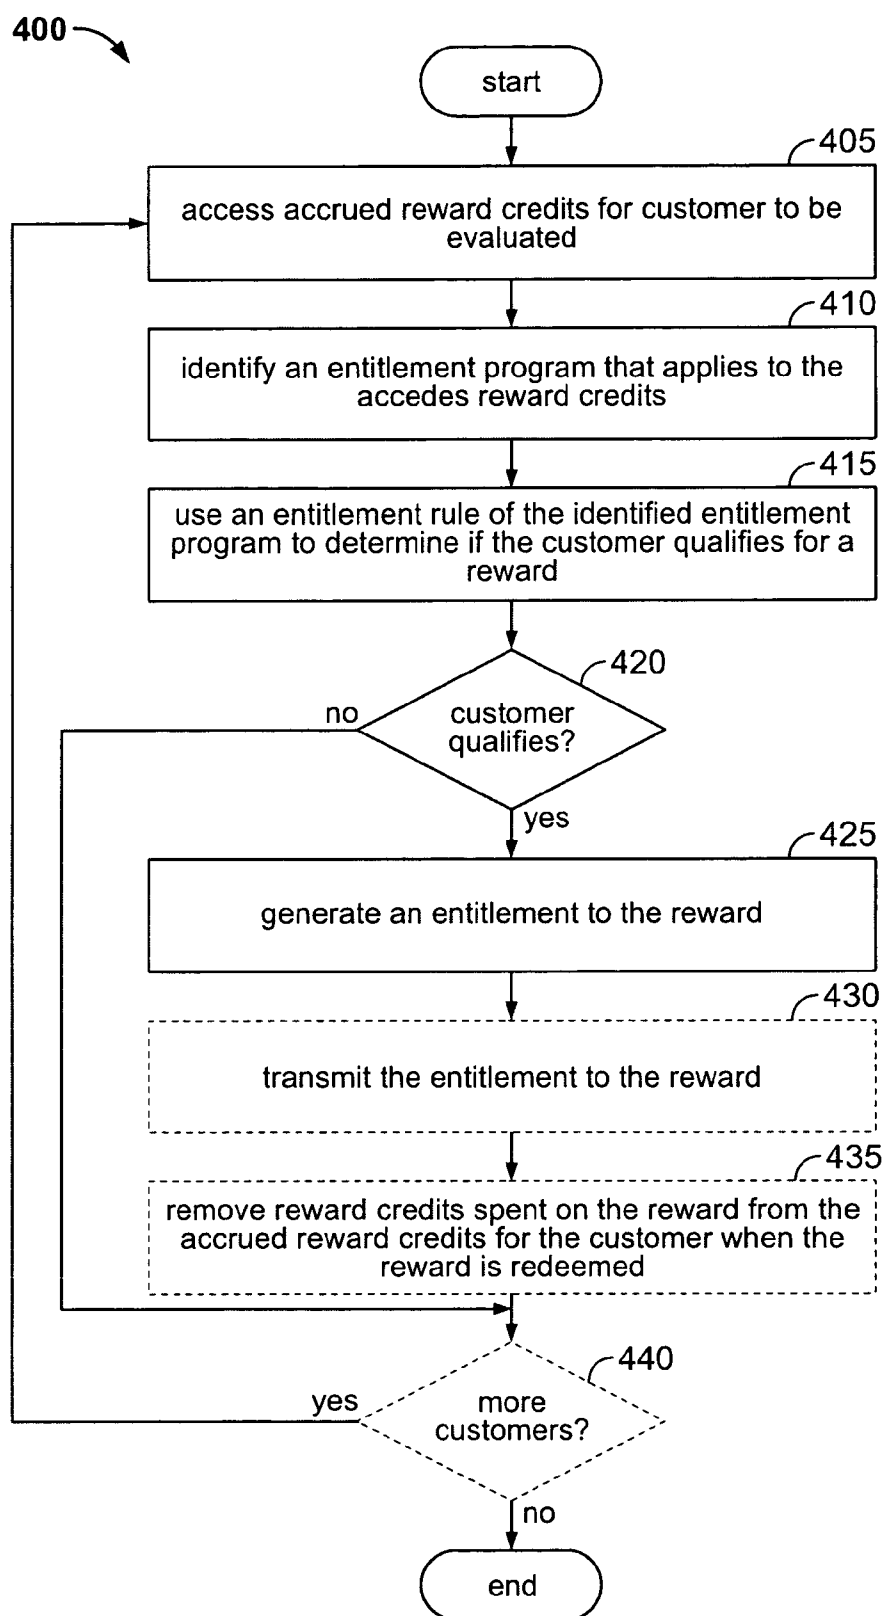 400
start
405
access accrued reward credits for customer to be
evaluated
410
identify an entitlement program that applies to the
accedes reward credits
415
use an entitlement rule of the identified entitlement
program to determine if the customer qualifies for a
reward
420
no
customer
qualifies?
yes
425
generate an entitlement to the reward
430
transmit the entitlement to the reward
435
remove reward credits spent on the reward from the
accrued reward credits for the customer when the
reward is redeemed
440
yes
more
customers?
no
end